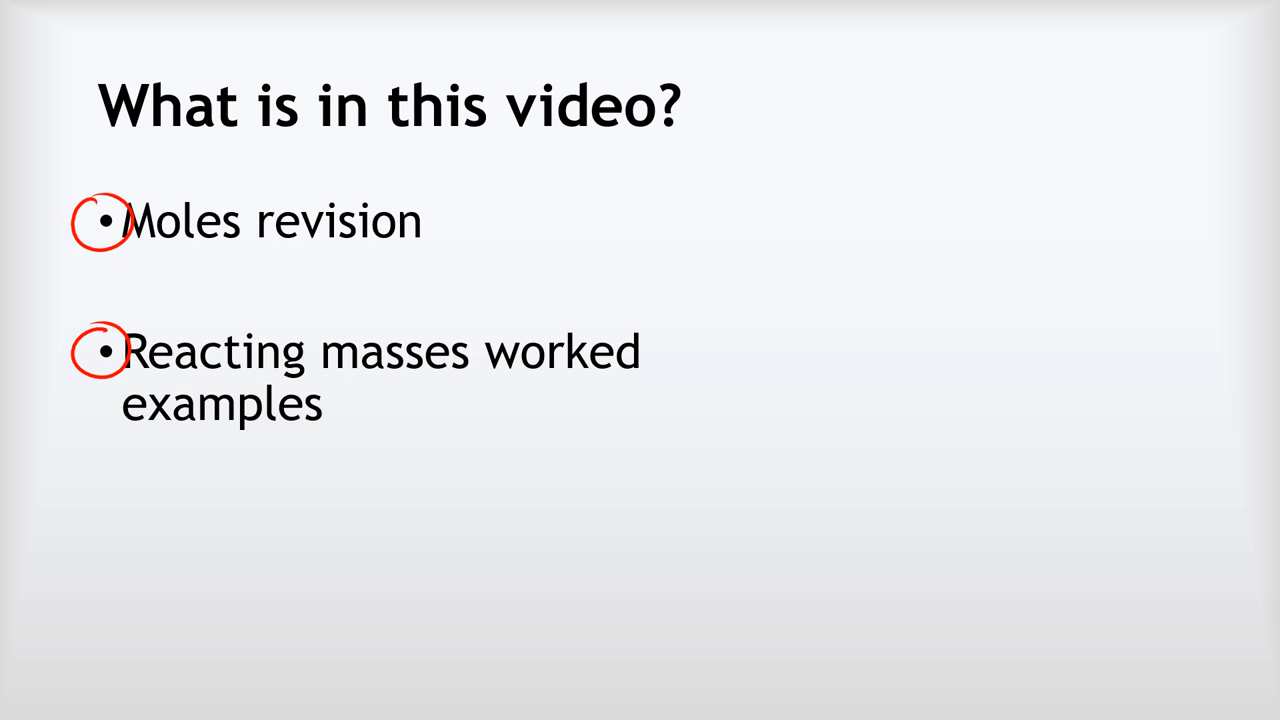 What is in this video?
• Moles revision
• Reacting masses worked
examples